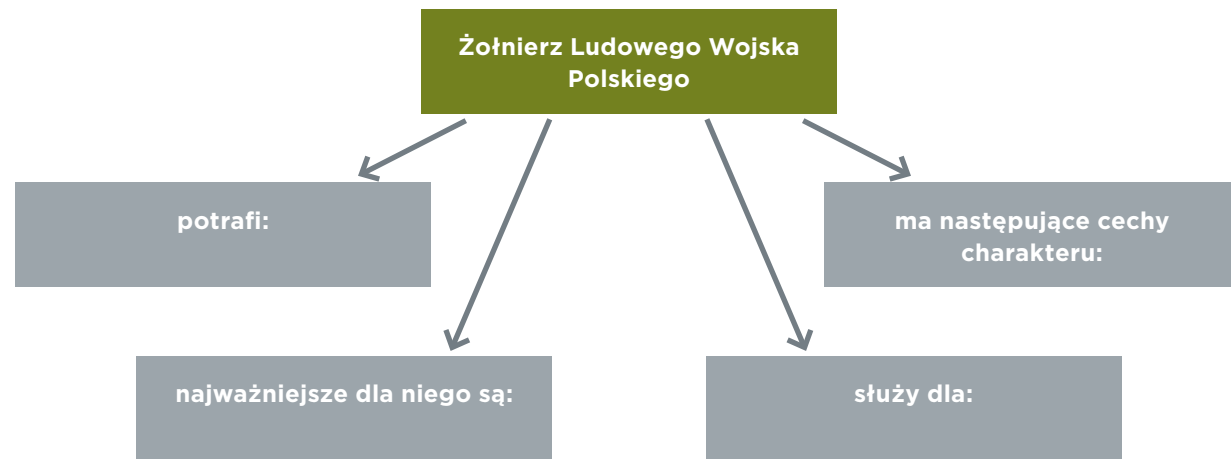 Żołnierz Ludowego Wojska
Polskiego
potrafi:
ma następujące cechy
charakteru:
najważniejsze dla niego są:
służy dla: